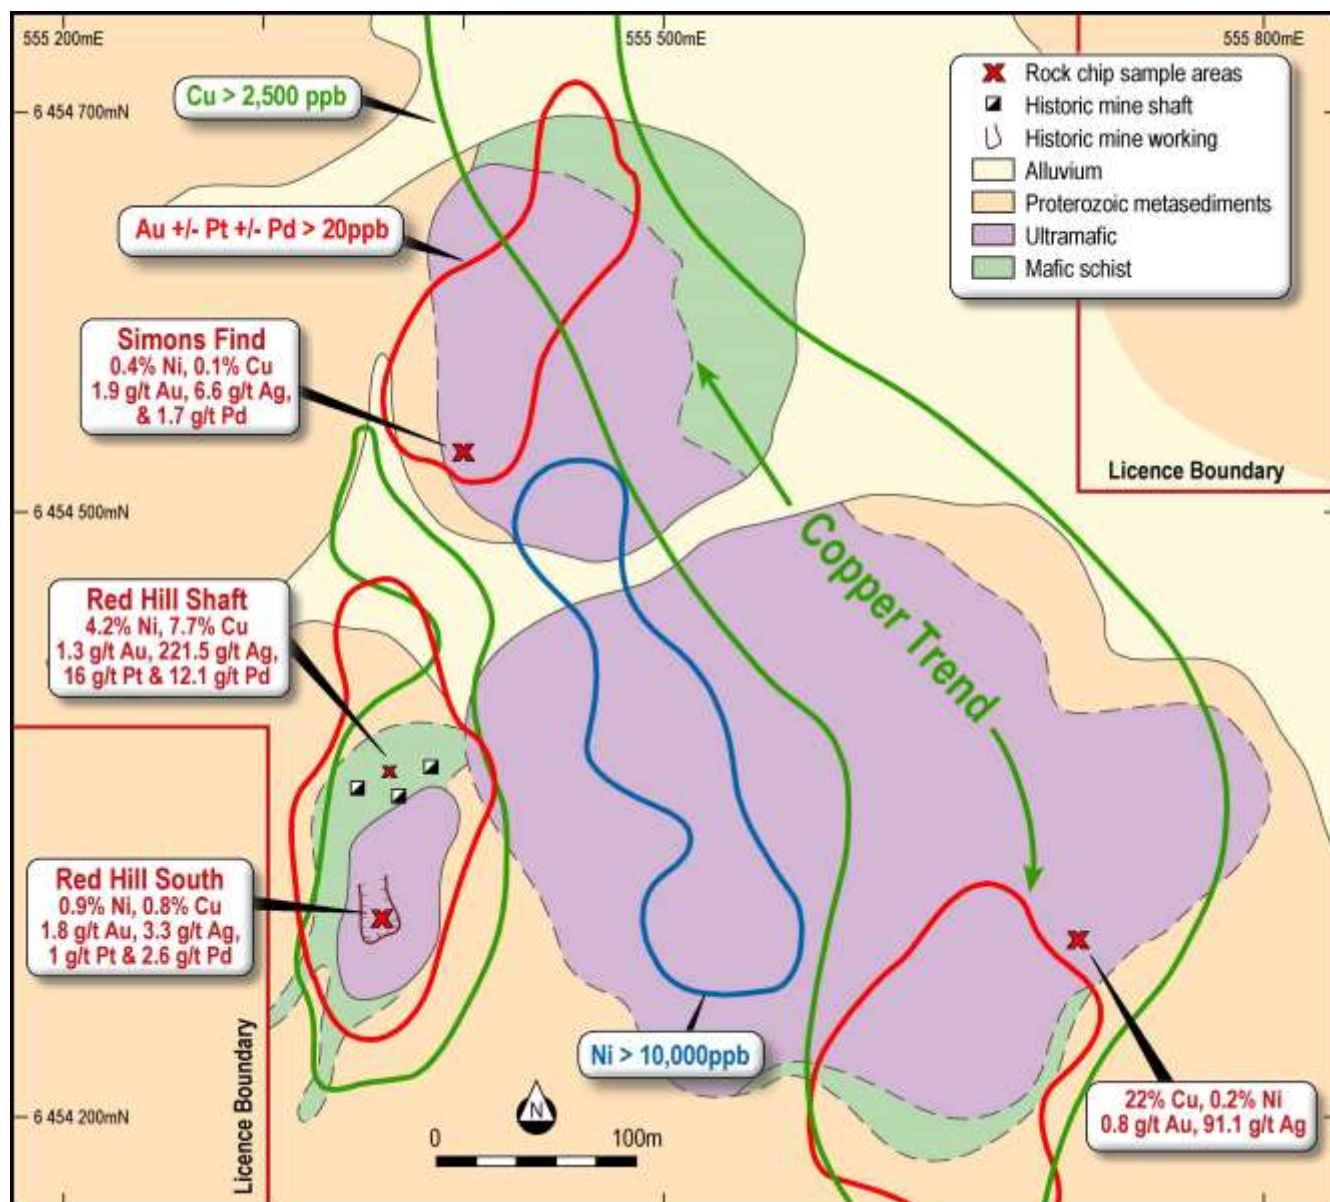 555 200mE
555 500mE
555 800mE
Cu > 2,500 ppb
6 454 700mN
Rock chip sample areas
Historic mine shaft
Historic mine working
Alluvium
Proterozoic metasediments
Ultramafic
Mafic schist
Au +/- Pt +/- Pd > 20ppb
Simons Find
0.4% Ni, 0.1% Cu
1.9 g/t Au, 6.6 g/t Ag,
& 1.7 g/t Pd
Licence Boundary
6 454 500mN
Copper Trend
Red Hill Shaft
4.2% Ni, 7.7% Cu
1.3 g/t Au, 221.5 g/t Ag,
16 g/t Pt & 12.1 g/t Pd
Red Hill South
0.9% Ni, 0.8% Cu
1.8 g/t Au, 3.3 g/t Ag,
1 g/t Pt & 2.6 g/t Pd
Licence Boundary
Ni > 10,000ppb
22% Cu, 0.2% Ni
0.8 g/t Au, 91.1 g/t Ag
6 454 200mN
N
0 100m